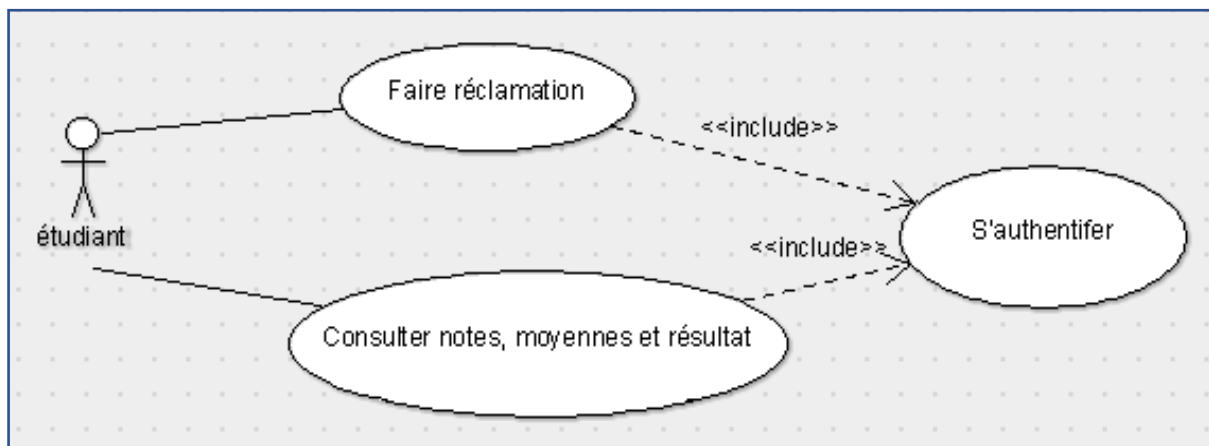 Faire réclamation
<<include>>
S'authentifer
étudiant
<<include>>
Consulter notes, moyennes et résultat